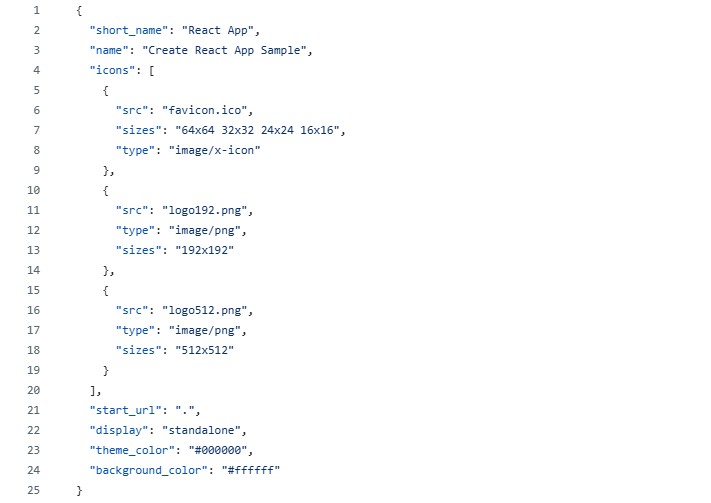 1 {
2   "short_name": "React App",
3   "name": "Create React App Sample",
4   "icons": [
5     {
6       "src": "favicon.ico",
7       "sizes": "64x64 32x32 24x24 16x16",
8       "type": "image/x-icon"
9     },
10     {
11       "src": "logo192.png",
12       "type": "image/png",
13       "sizes": "192x192"
14     },
15     {
16       "src": "logo512.png",
17       "type": "image/png",
18       "sizes": "512x512"
19     }
20   ],
21   "start_url": ".",
22   "display": "standalone",
23   "theme_color": "#000000",
24   "background_color": "#ffffff"
25 }